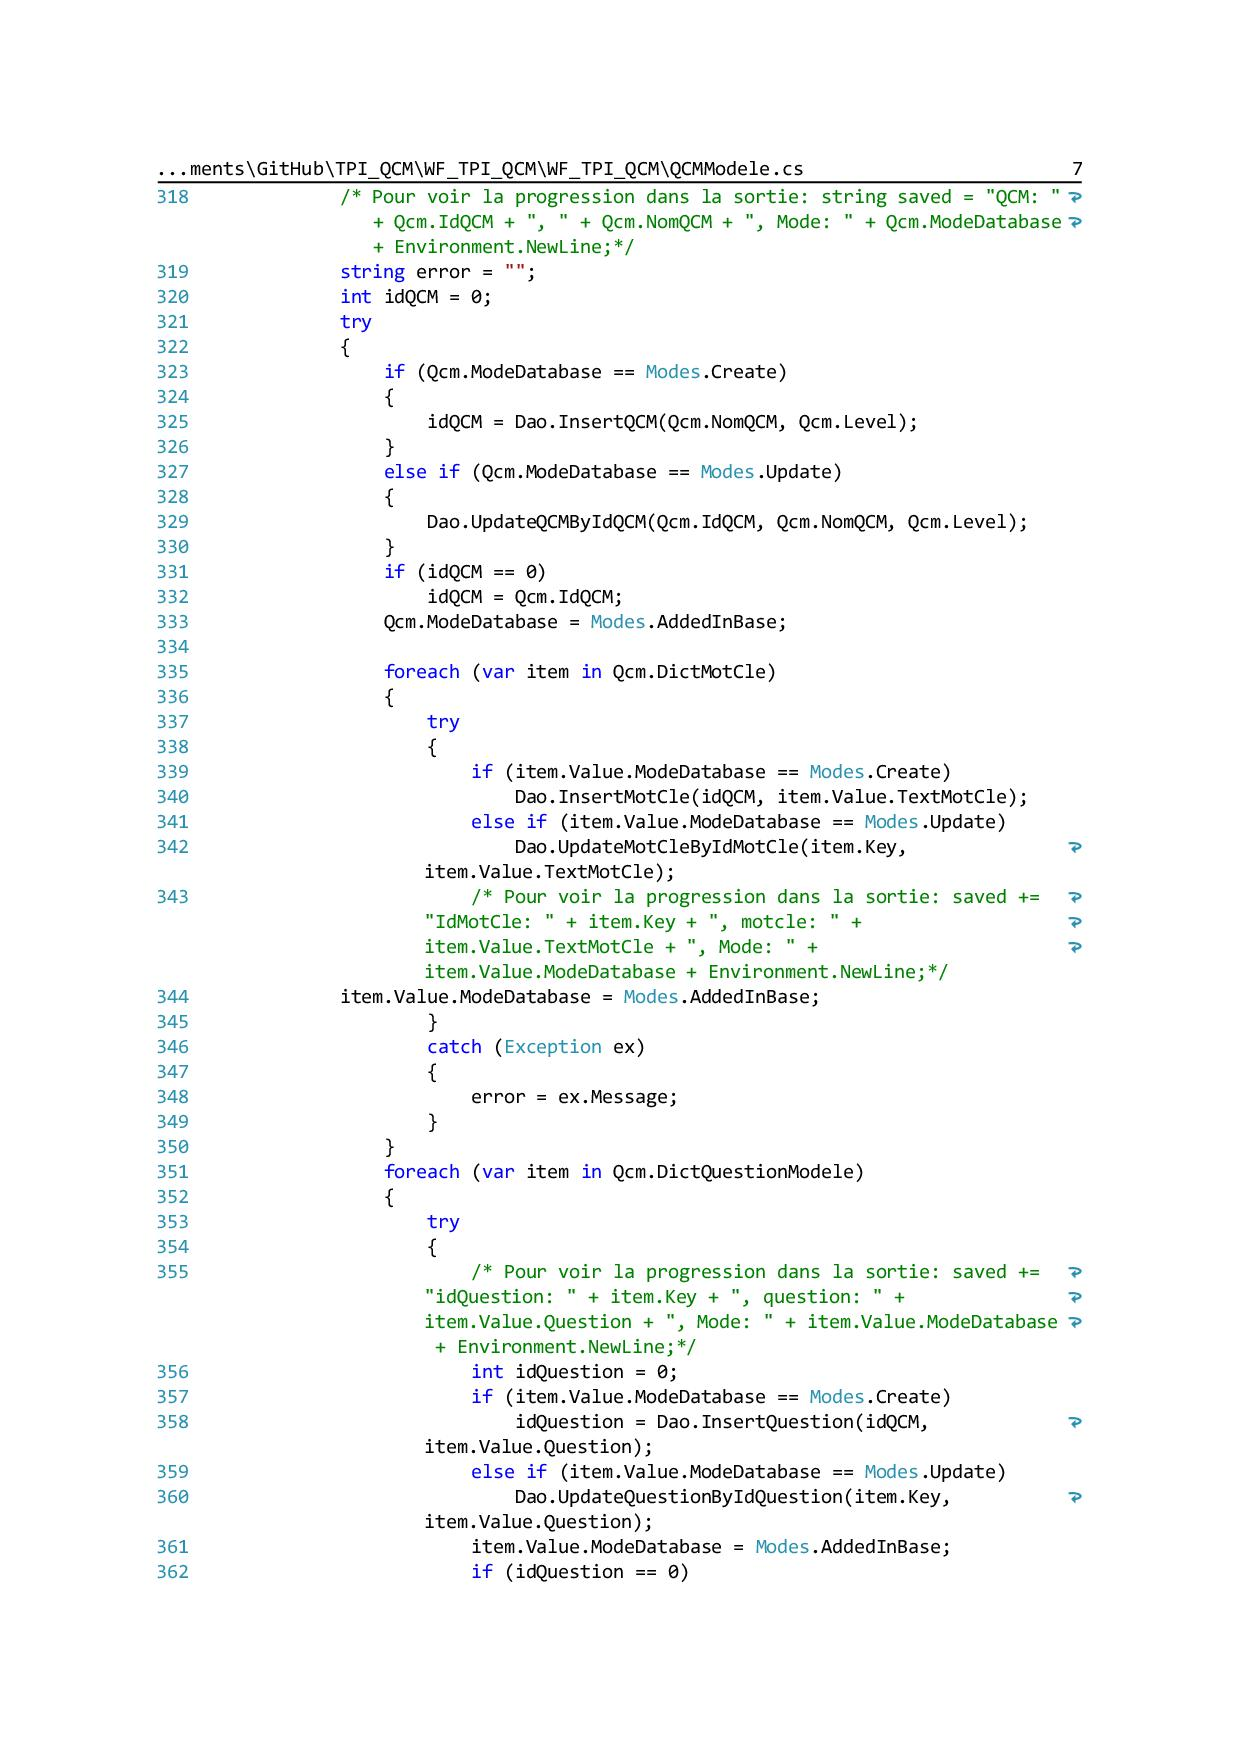 ...ments\GitHub\TPI_QCM\WF_TPI_QCM\WF_TPI_QCM\QCMModele.cs 7
318 /* Pour voir la progression dans la sortie: string saved = "QCM: "
+ Qcm.IdQCM + ", " + Qcm.NomQCM + ", Mode: " + Qcm.ModeDatabase
+ Environment.NewLine;*/
319 string error = "";
320 int idQCM = 0;
321 try
322 {
323 if (Qcm.ModeDatabase == Modes.Create)
324 {
325 idQCM = Dao.InsertQCM(Qcm.NomQCM, Qcm.Level);
326 }
327 else if (Qcm.ModeDatabase == Modes.Update)
328 {
329 Dao.UpdateQCMByIdQCM(Qcm.IdQCM, Qcm.NomQCM, Qcm.Level);
330 }
331 if (idQCM == 0)
332 idQCM = Qcm.IdQCM;
333 Qcm.ModeDatabase = Modes.AddedInBase;
334
335 foreach (var item in Qcm.DictMotCle)
336 {
337 try
338 {
339 if (item.Value.ModeDatabase == Modes.Create)
340 Dao.InsertMotCle(idQCM, item.Value.TextMotCle);
341 else if (item.Value.ModeDatabase == Modes.Update)
342 Dao.UpdateMotCleByIdMotCle(item.Key,
item.Value.TextMotCle);
343 /* Pour voir la progression dans la sortie: saved +=
"IdMotCle: " + item.Key + ", motcle: " +
item.Value.TextMotCle + ", Mode: " +
item.Value.ModeDatabase + Environment.NewLine;*/
344 item.Value.ModeDatabase = Modes.AddedInBase;
345 }
346 catch (Exception ex)
347 {
348 error = ex.Message;
349 }
350 }
351 foreach (var item in Qcm.DictQuestionModele)
352 {
353 try
354 {
355 /* Pour voir la progression dans la sortie: saved +=
"idQuestion: " + item.Key + ", question: " +
item.Value.Question + ", Mode: " + item.Value.ModeDatabase
+ Environment.NewLine;*/
356 int idQuestion = 0;
357 if (item.Value.ModeDatabase == Modes.Create)
358 idQuestion = Dao.InsertQuestion(idQCM,
item.Value.Question);
359 else if (item.Value.ModeDatabase == Modes.Update)
360 Dao.UpdateQuestionByIdQuestion(item.Key,
item.Value.Question);
361 item.Value.ModeDatabase = Modes.AddedInBase;
362 if (idQuestion == 0)